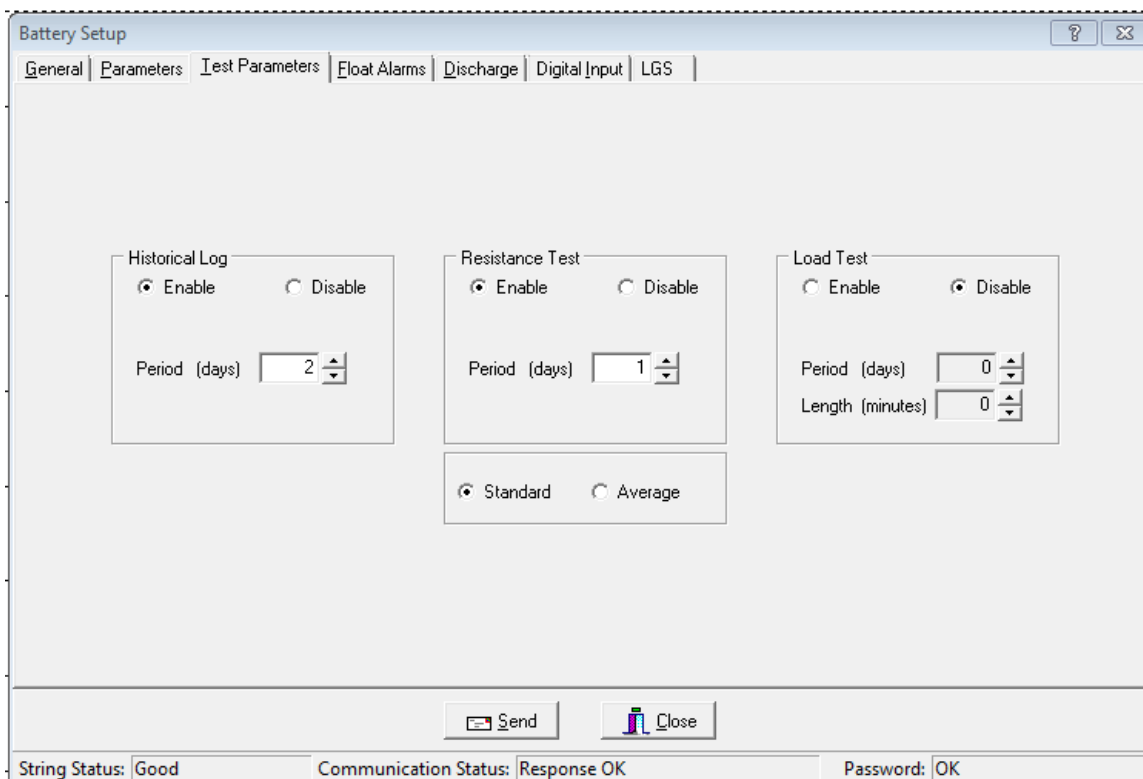 Battery Setup
General Parameters Test Parameters Float Alarms Discharge Digital Input LGS
Historical Log
Enable Disable
Period (days) 2
Resistance Test
Enable Disable
Period (days) 1
Standard Average
Load Test
Enable Disable
Period (days) 0
Length (minutes) 0
Send Close
String Status: Good Communication Status: Response OK Password: OK